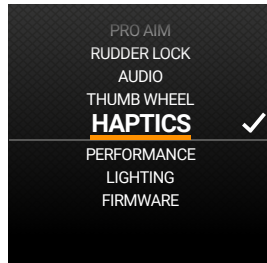 PRO AIM
RUDDER LOCK
AUDIO
THUMB WHEEL
HAPTICS
PERFORMANCE
LIGHTING
FIRMWARE